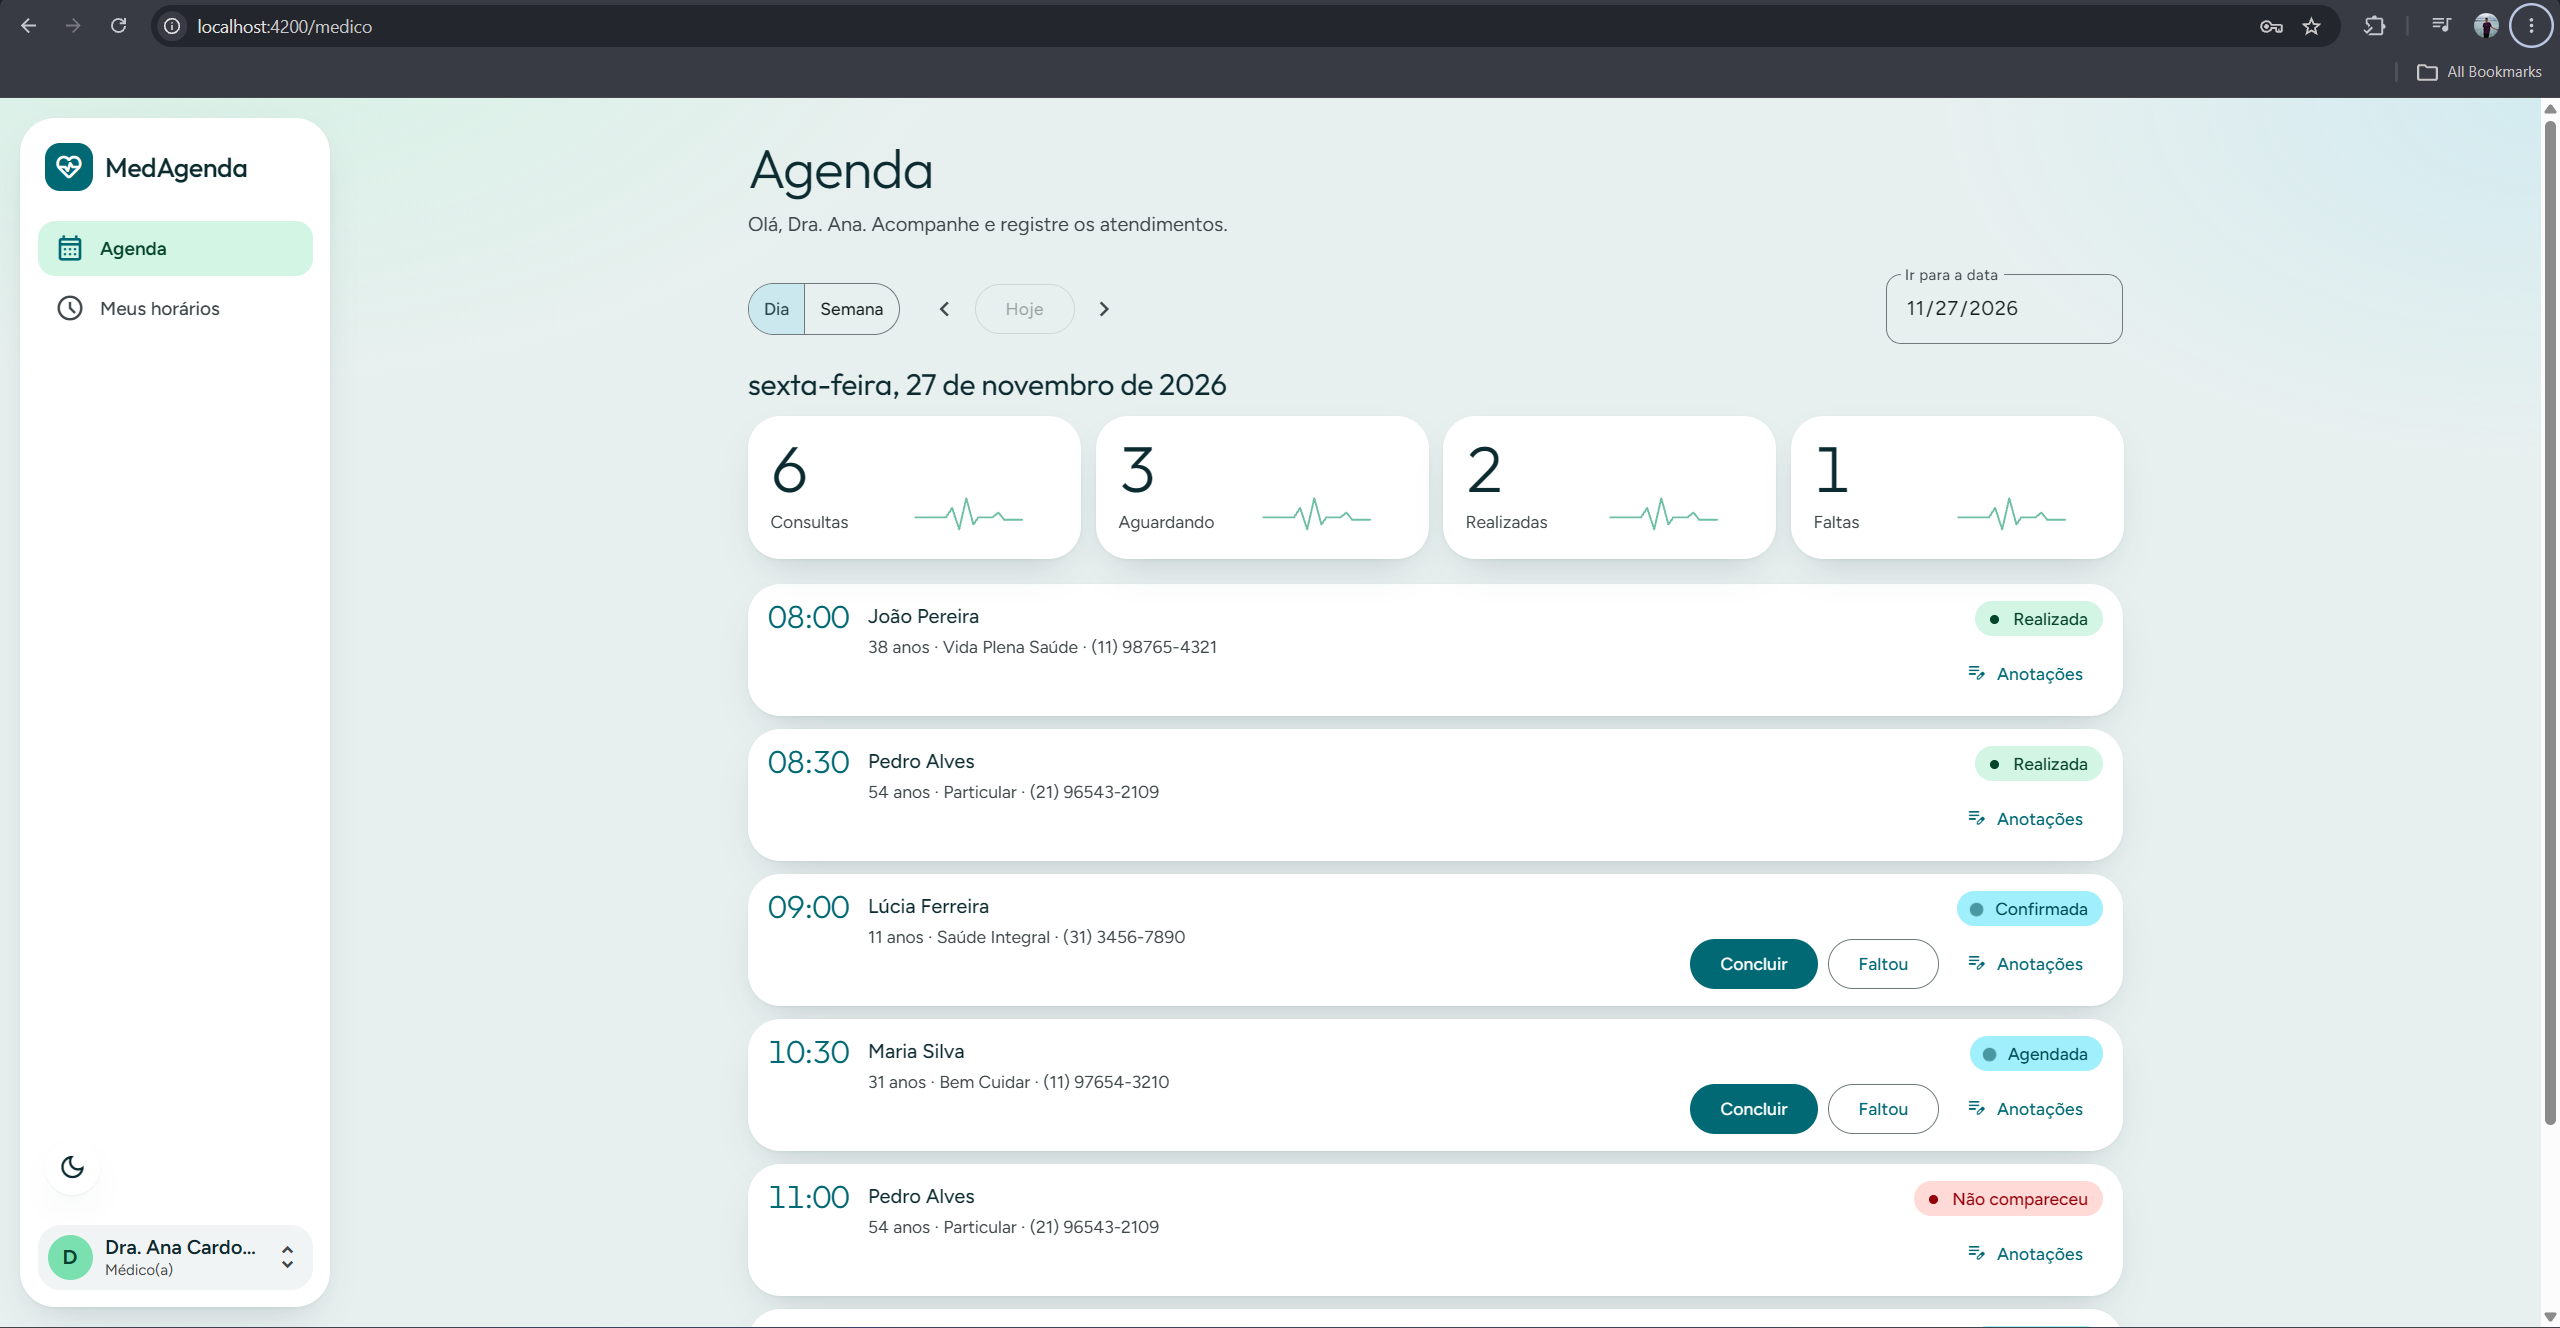 localhost:4200/medico
All Bookmarks
MedAgenda
Agenda
Meus horários
D
Dra. Ana Cardo...
Médico(a)
Agenda
Olá, Dra. Ana. Acompanhe e registre os atendimentos.
Dia
Semana
Hoje
Ir para a data
11/27/2026
sexta-feira, 27 de novembro de 2026
6
Consultas
3
Aguardando
2
Realizadas
1
Faltas
08:00
João Pereira
38 anos · Vida Plena Saúde · (11) 98765-4321
Realizada
Anotações
08:30
Pedro Alves
54 anos · Particular · (21) 96543-2109
Realizada
Anotações
09:00
Lúcia Ferreira
11 anos · Saúde Integral · (31) 3456-7890
Confirmada
Concluir
Faltou
Anotações
10:30
Maria Silva
31 anos · Bem Cuidar · (11) 97654-3210
Agendada
Concluir
Faltou
Anotações
11:00
Pedro Alves
54 anos · Particular · (21) 96543-2109
Não compareceu
Anotações